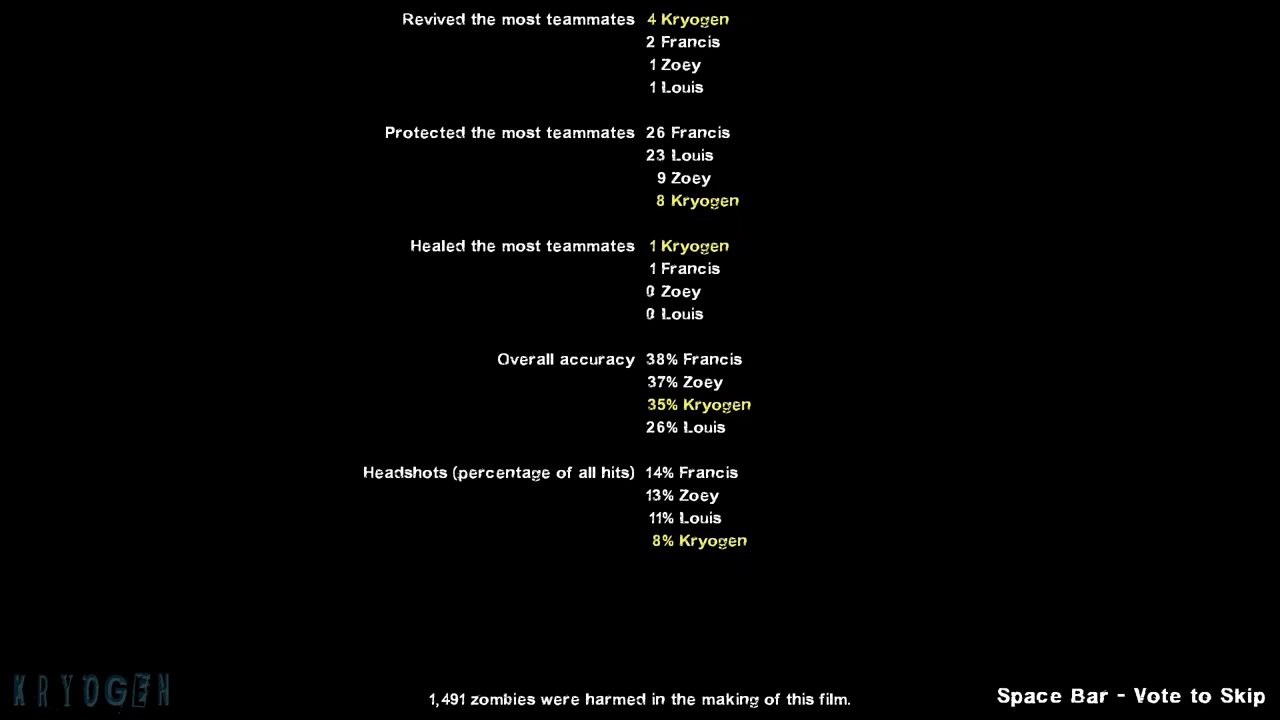 Revived the most teammates 4 Kryogen
2 Francis
1 Zoey
1 Louis
Protected the most teammates 26 Francis
23 Louis
9 Zoey
8 Kryogen
Healed the most teammates 1 Kryogen
1 Francis
0 Zoey
0 Louis
Overall accuracy 38% Francis
37% Zoey
35% Kryogen
26% Louis
Headshots (percentage of all hits) 14% Francis
13% Zoey
11% Louis
8% Kryogen
KRYOGEN
1,491 zombies were harmed in the making of this film.
Space Bar - Vote to Skip